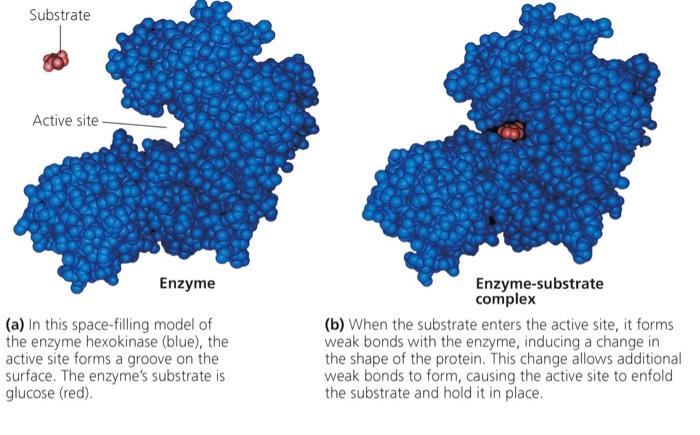 Substrate
Active site
Enzyme
Enzyme-substrate
complex
(a) In this space-filling model of
the enzyme hexokinase (blue), the
active site forms a groove on the
surface. The enzyme's substrate is
glucose (red).
(b) When the substrate enters the active site, it forms
weak bonds with the enzyme, inducing a change in
the shape of the protein. This change allows additional
weak bonds to form, causing the active site to enfold
the substrate and hold it in place.